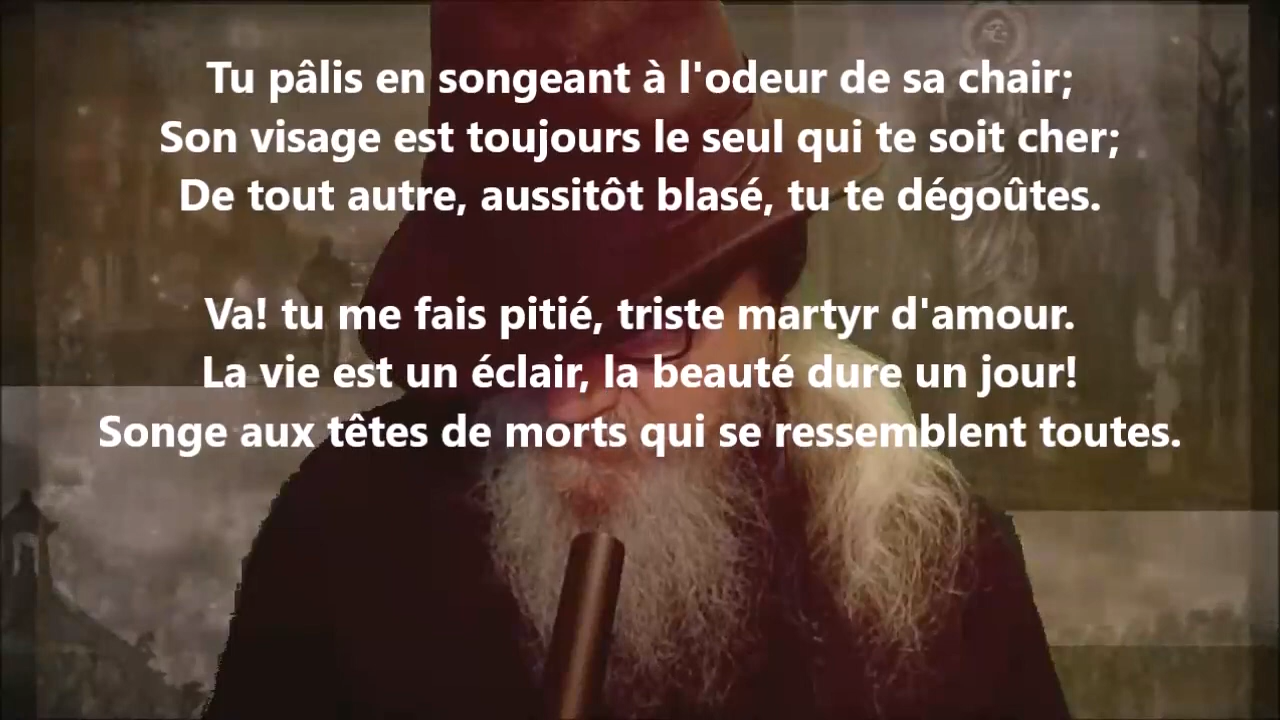 Tu pâlis en songeant à l'odeur de sa chair;
Son visage est toujours le seul qui te soit cher;
De tout autre, aussitôt blasé, tu te dégoûtes.
Va! tu me fais pitié, triste martyr d'amour.
La vie est un éclair, la beauté dure un jour!
Songe aux têtes de morts qui se ressemblent toutes.